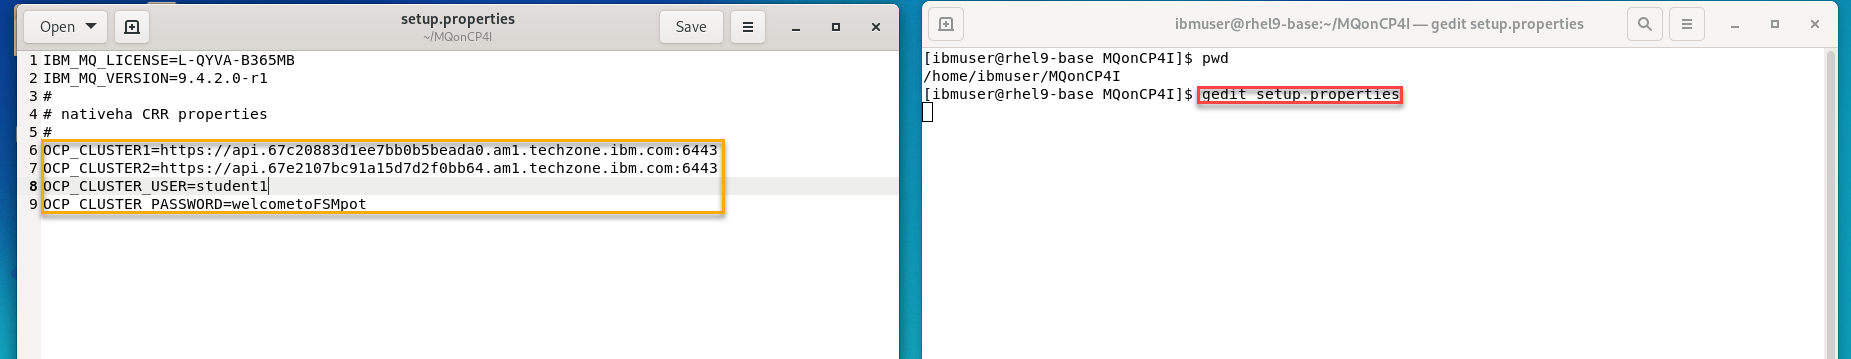 Open
setup.properties
~/MQonCP4I
Save
1 IBM_MQ_LICENSE=L-QYVA-B365MB
2 IBM_MQ_VERSION=9.4.2.0-r1
3 #
4 # nativeha CRR properties
5 #
6 OCP_CLUSTER1=https://api.67c20883d1ee7bb0b5beada0.am1.techzone.ibm.com:6443
7 OCP_CLUSTER2=https://api.67e2107bc91a15d7d2f0bb64.am1.techzone.ibm.com:6443
8 OCP_CLUSTER_USER=student1
9 OCP_CLUSTER_PASSWORD=welcometoFSMpot
ibmuser@rhel9-base:~/MQonCP4I — gedit setup.properties
[ibmuser@rhel9-base MQonCP4I]$ pwd
/home/ibmuser/MQonCP4I
[ibmuser@rhel9-base MQonCP4I]$ gedit setup.properties